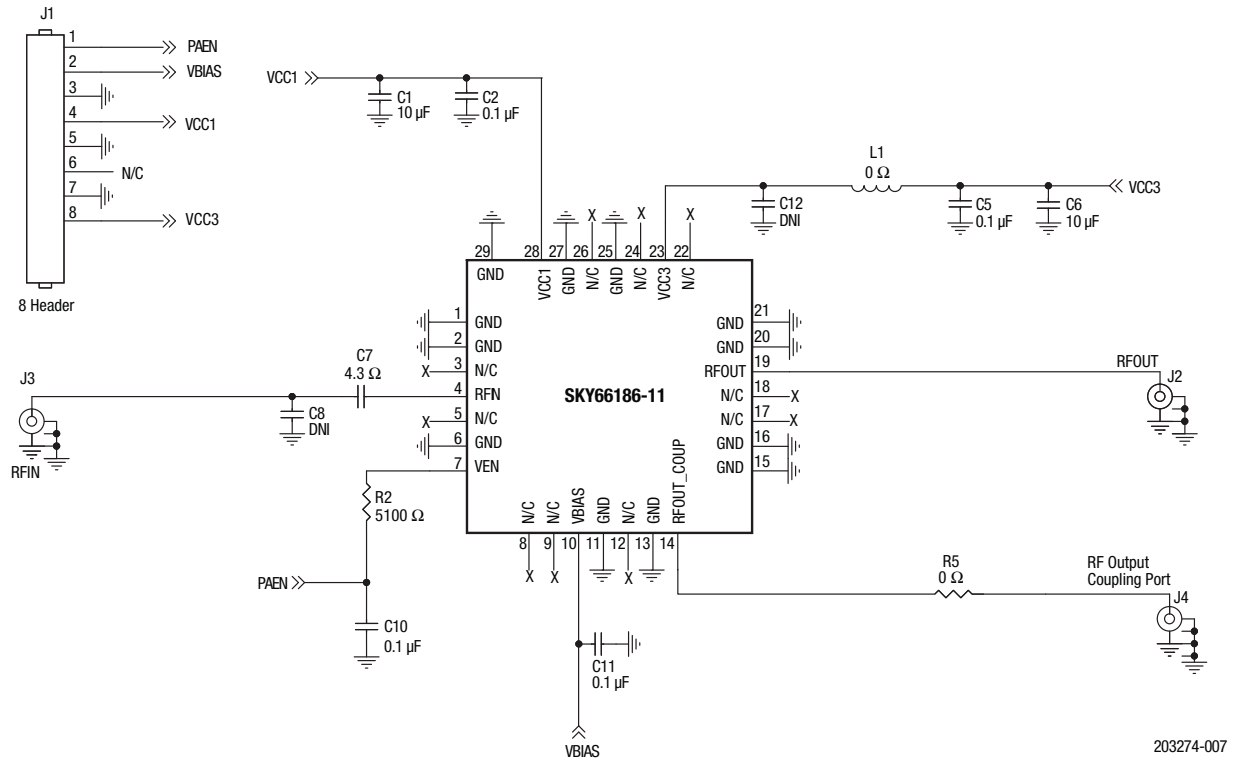 J1
1
PAEN
2
VBIAS
3
4
VCC1
5
6
N/C
7
8
VCC3
8 Header
VCC1
C1
10 µF
C2
0.1 µF
L1
0 Ω
C12
DNI
C5
0.1 µF
C6
10 µF
VCC3
X X X
29 28 27 26 25 24 23 22
GND VCC1 GND N/C GND N/C VCC3 N/C
1 GND
2 GND
X 3 N/C
4 RFIN
X 5 N/C
6 GND
7 VEN
SKY66186-11
GND 21
GND 20
RFOUT 19
N/C 18 X
N/C 17 X
GND 16
GND 15
N/C N/C VBIAS GND N/C GND RFOUT_COUP
8 9 10 11 12 13 14
X X X
J3
RFIN
C7
4.3 Ω
C8
DNI
RFOUT
J2
R2
5100 Ω
PAEN
C10
0.1 µF
C11
0.1 µF
VBIAS
R5
0 Ω
RF Output
Coupling Port
J4
203274-007